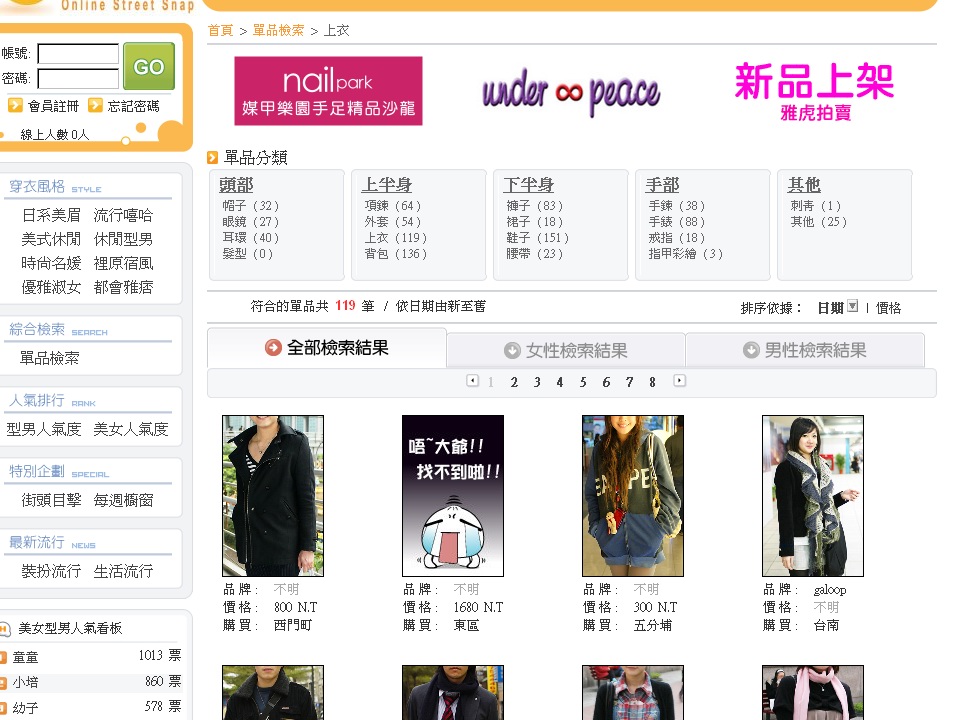 Online Street Snap
帳號:
GO
密碼:
會員註冊 忘記密碼
線上人數 0人
穿衣風格 STYLE
日系美眉 流行嘻哈
美式休閒 休閒型男
時尚名媛 裡原宿風
優雅淑女 都會雅痞
綜合檢索 SEARCH
單品檢索
人氣排行 RANK
型男人氣度 美女人氣度
特別企劃 SPECIAL
街頭目擊 每週櫥窗
最新流行 NEWS
裝扮流行 生活流行
美女型男人氣看板
1 童童 1013 票
2 小培 860 票
3 幼子 578 票
首頁 > 單品檢索 > 上衣
nail park
媒甲樂園手足精品沙龍
under ∞ peace
新品上架
雅虎拍賣
單品分類
頭部
帽子 (32)
眼鏡 (27)
耳環 (40)
髮型 (0)
上半身
項鍊 (64)
外套 (54)
上衣 (119)
背包 (136)
下半身
褲子 (83)
裙子 (18)
鞋子 (151)
腰帶 (23)
手部
手鍊 (38)
手錶 (88)
戒指 (18)
指甲彩繪 (3)
其他
刺青 (1)
其他 (25)
符合的單品共 119 筆 / 依日期由新至舊
排序依據： 日期 | 價格
全部檢索結果 女性檢索結果 男性檢索結果
1 2 3 4 5 6 7 8
唔~大爺!!
找不到啦!!
品牌： 不明
價格： 800 N.T
購買： 西門町
品牌： 不明
價格： 1680 N.T
購買： 東區
品牌： 不明
價格： 300 N.T
購買： 五分埔
品牌： galoop
價格： 不明
購買： 台南